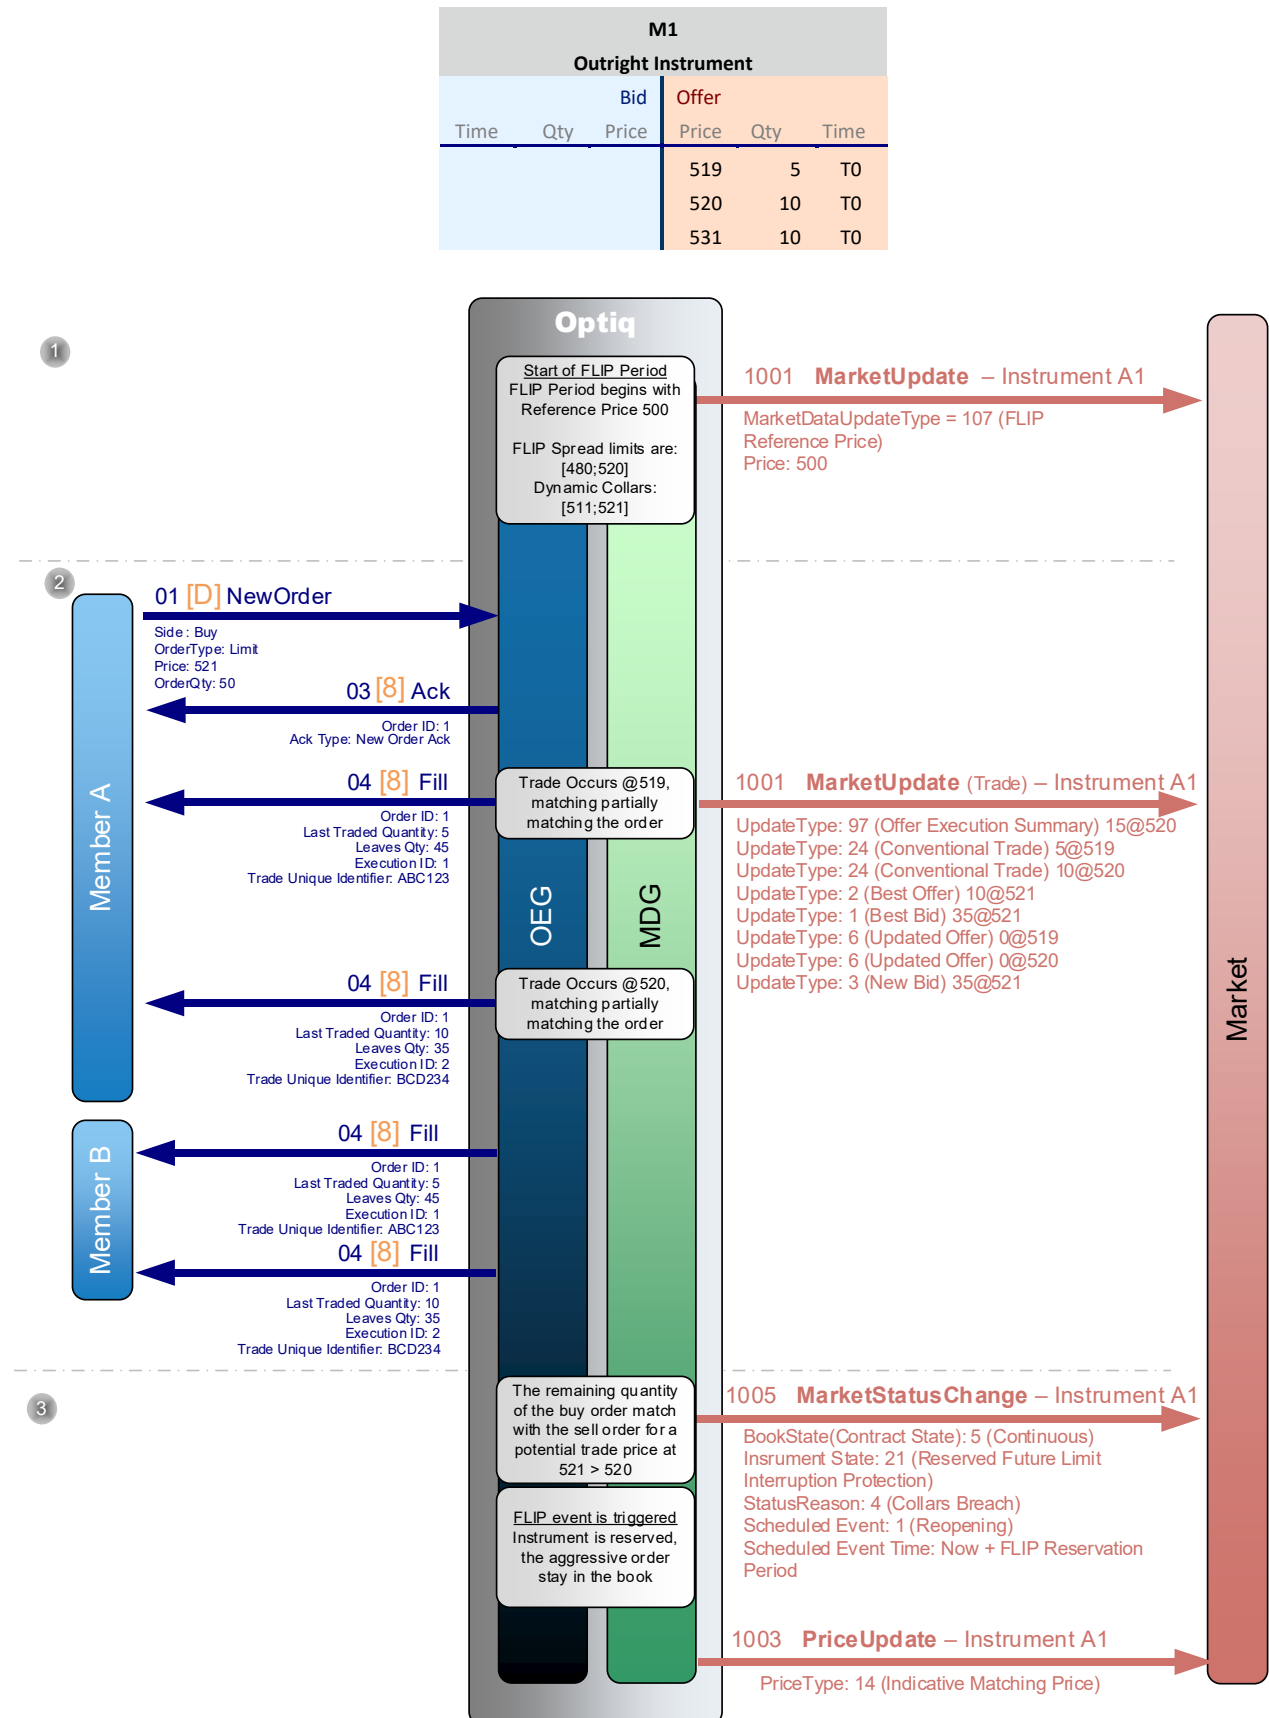 M1
Outright Instrument
Bid Offer
Time Qty Price Price Qty Time
519 5 T0
520 10 T0
531 10 T0
Optiq
1
Start of FLIP Period
FLIP Period begins with
Reference Price 500
FLIP Spread limits are:
[480;520]
Dynamic Collars:
[511;521]
1001 MarketUpdate – Instrument A1
MarketDataUpdateType = 107 (FLIP
Reference Price)
Price: 500
2
01 [D] NewOrder
Side : Buy
OrderType: Limit
Price: 521
OrderQty: 50
03 [8] Ack
Order ID: 1
Ack Type: New Order Ack
04 [8] Fill
Order ID: 1
Last Traded Quantity: 5
Leaves Qty: 45
Execution ID: 1
Trade Unique Identifier: ABC123
Trade Occurs @519,
matching partially
matching the order
1001 MarketUpdate (Trade) – Instrument A1
UpdateType: 97 (Offer Execution Summary) 15@520
UpdateType: 24 (Conventional Trade) 5@519
UpdateType: 24 (Conventional Trade) 10@520
UpdateType: 2 (Best Offer) 10@521
UpdateType: 1 (Best Bid) 35@521
UpdateType: 6 (Updated Offer) 0@519
UpdateType: 6 (Updated Offer) 0@520
UpdateType: 3 (New Bid) 35@521
Member A
OEG
MDG
Market
04 [8] Fill
Order ID: 1
Last Traded Quantity: 10
Leaves Qty: 35
Execution ID: 2
Trade Unique Identifier: BCD234
Trade Occurs @520,
matching partially
matching the order
Member B
04 [8] Fill
Order ID: 1
Last Traded Quantity: 5
Leaves Qty: 45
Execution ID: 1
Trade Unique Identifier: ABC123
04 [8] Fill
Order ID: 1
Last Traded Quantity: 10
Leaves Qty: 35
Execution ID: 2
Trade Unique Identifier: BCD234
3
The remaining quantity
of the buy order match
with the sell order for a
potential trade price at
521 > 520
FLIP event is triggered
Instrument is reserved,
the aggressive order
stay in the book
1005 MarketStatusChange – Instrument A1
BookState(Contract State): 5 (Continuous)
Insrument State: 21 (Reserved Future Limit
Interruption Protection)
StatusReason: 4 (Collars Breach)
Scheduled Event: 1 (Reopening)
Scheduled Event Time: Now + FLIP Reservation
Period
1003 PriceUpdate – Instrument A1
PriceType: 14 (Indicative Matching Price)